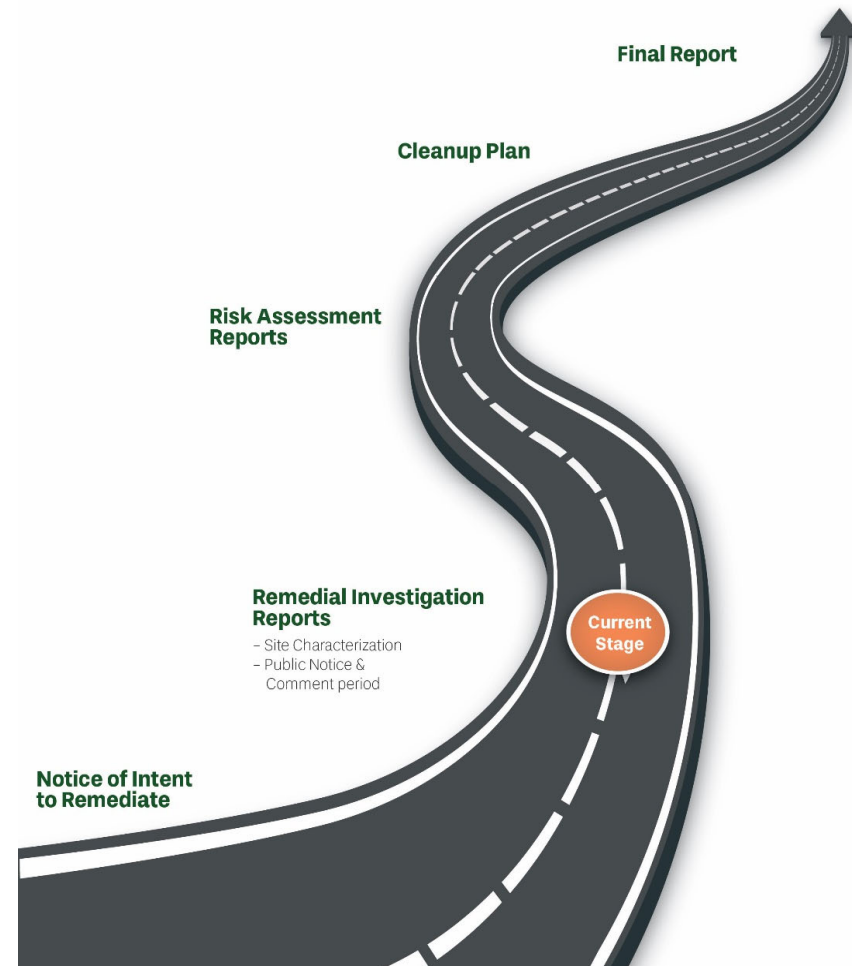 Final Report
Cleanup Plan
Risk Assessment
Reports
Remedial Investigation
Reports
– Site Characterization
– Public Notice &
Comment period
Current
Stage
Notice of Intent
to Remediate